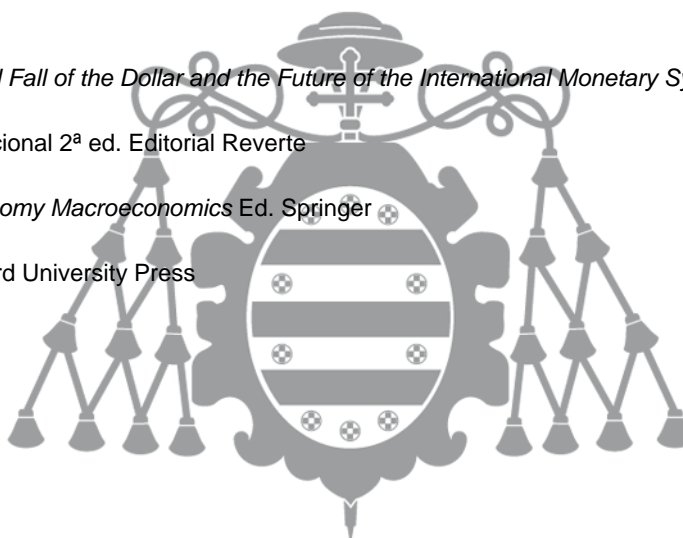 l Fall of the Dollar and the Future of the International Monetary Sy
cional 2ª ed. Editorial Reverte
nomy Macroeconomics Ed. Springer
rd University Press